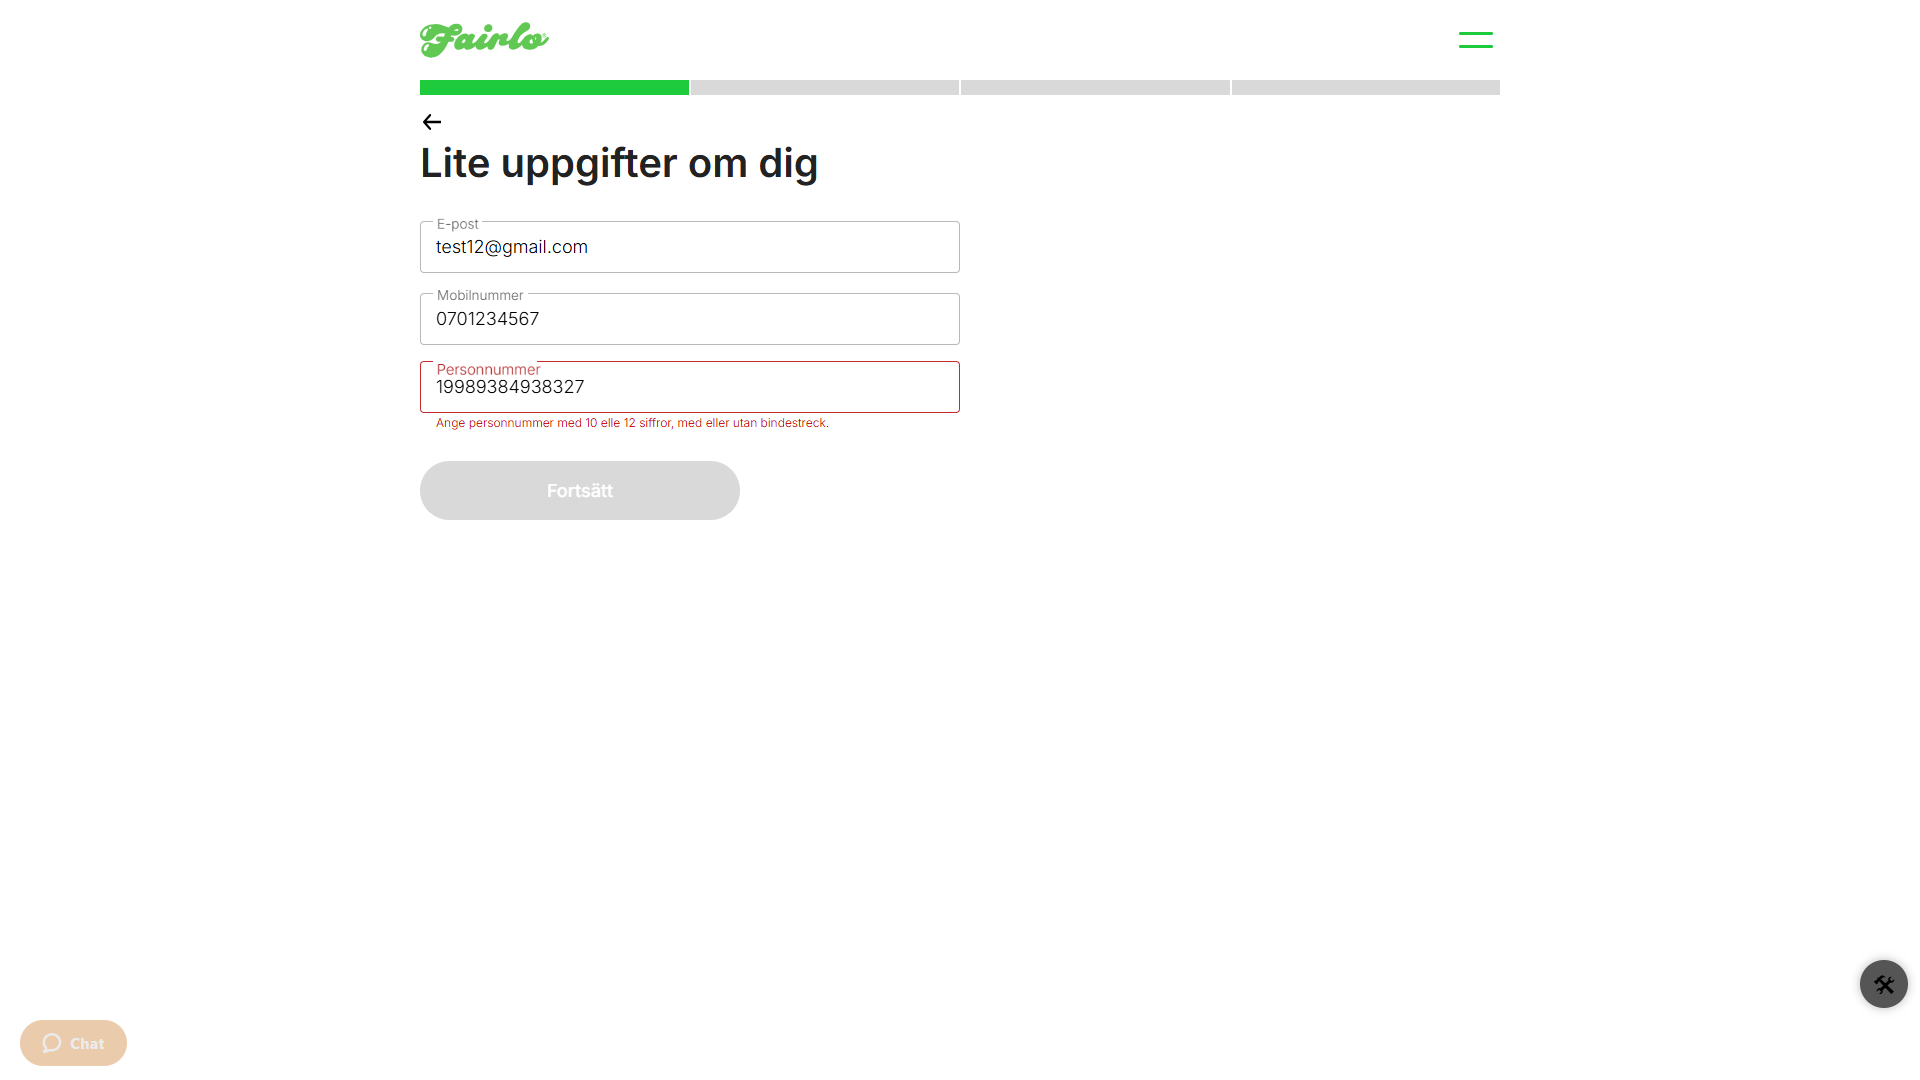 Fairlo
Lite uppgifter om dig
E-post
test12@gmail.com
Mobilnummer
0701234567
Personnummer
19989384938327
Ange personnummer med 10 elle 12 siffror, med eller utan bindestreck.
Fortsätt
Chat